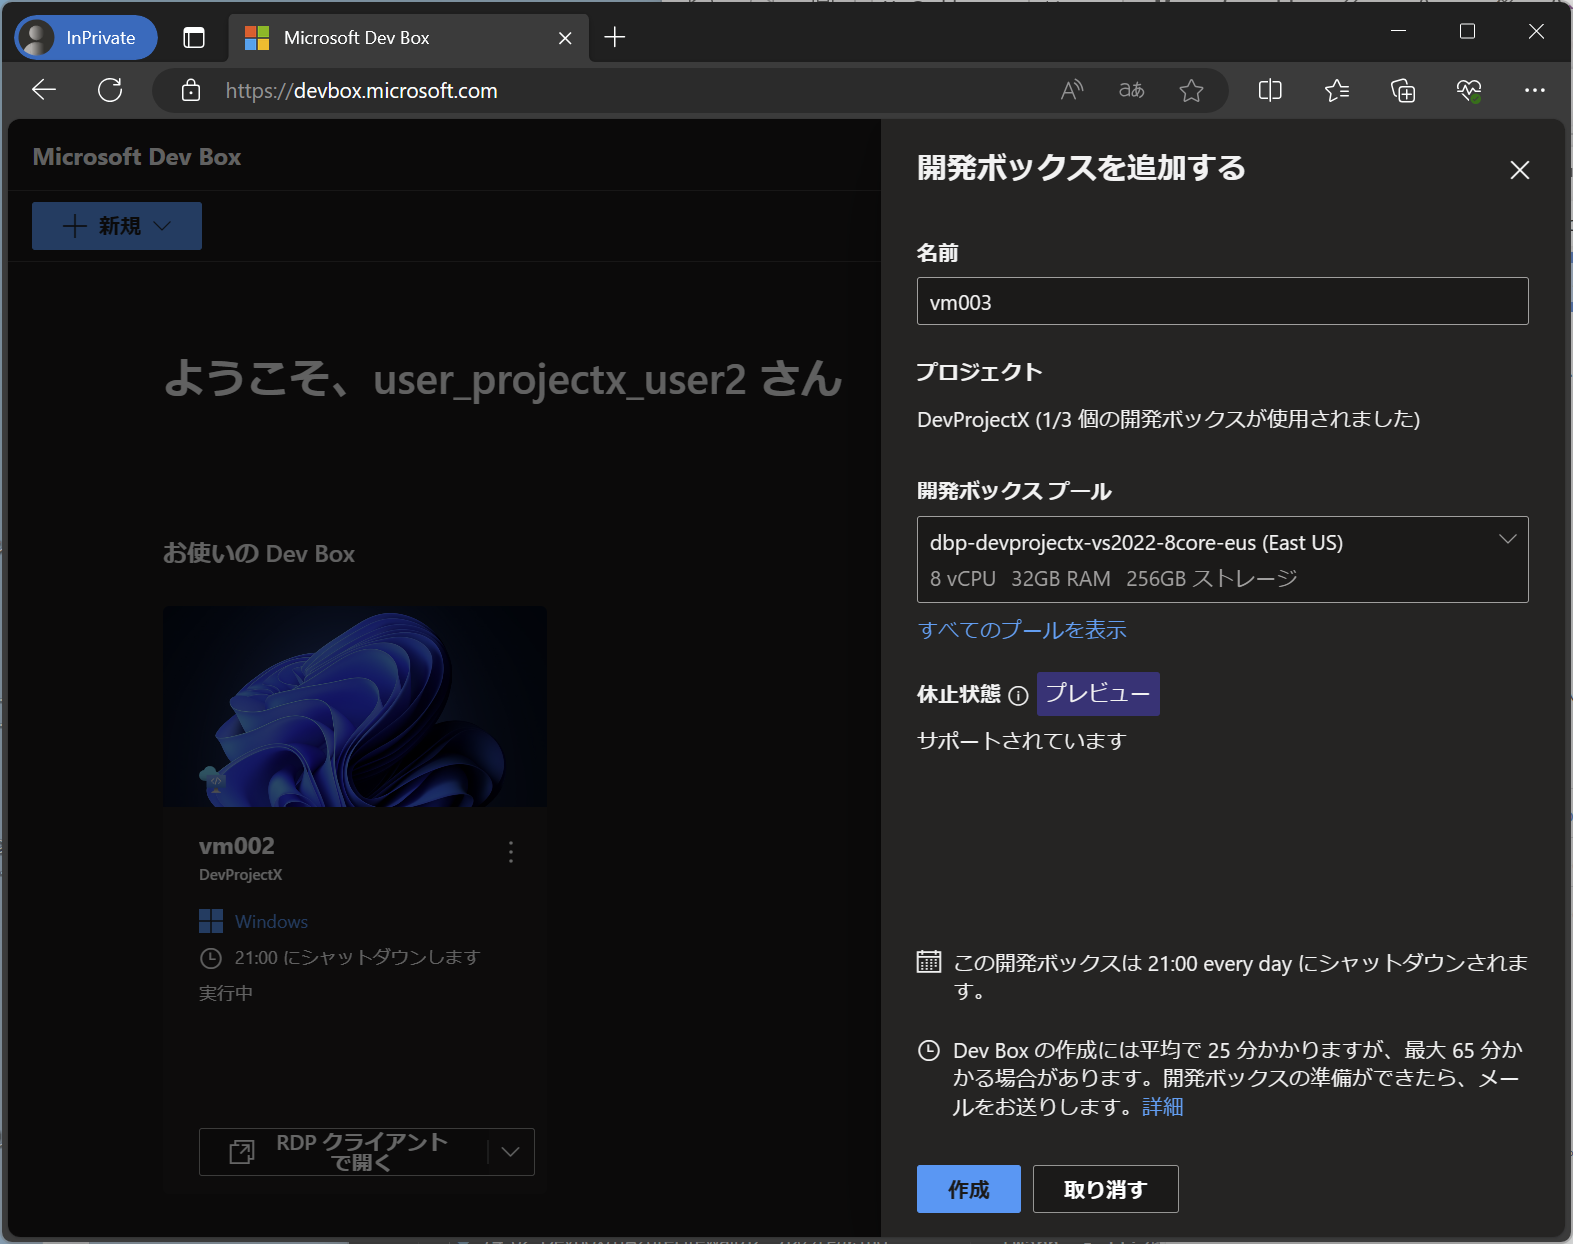 InPrivate
Microsoft Dev Box
https://devbox.microsoft.com
Microsoft Dev Box
新規
ようこそ、user_projectx_user2 さん
お使いの Dev Box
vm002
DevProjectX
Windows
21:00 にシャットダウンします
実行中
RDP クライアント
で開く
開発ボックスを追加する
名前
vm003
プロジェクト
DevProjectX (1/3 個の開発ボックスが使用されました)
開発ボックス プール
dbp-devprojectx-vs2022-8core-eus (East US)
8 vCPU 32GB RAM 256GB ストレージ
すべてのプールを表示
休止状態 プレビュー
サポートされています
この開発ボックスは 21:00 every day にシャットダウンされま
す。
Dev Box の作成には平均で 25 分かかりますが、最大 65 分か
かる場合があります。開発ボックスの準備ができたら、メー
ルをお送りします。詳細
作成
取り消す